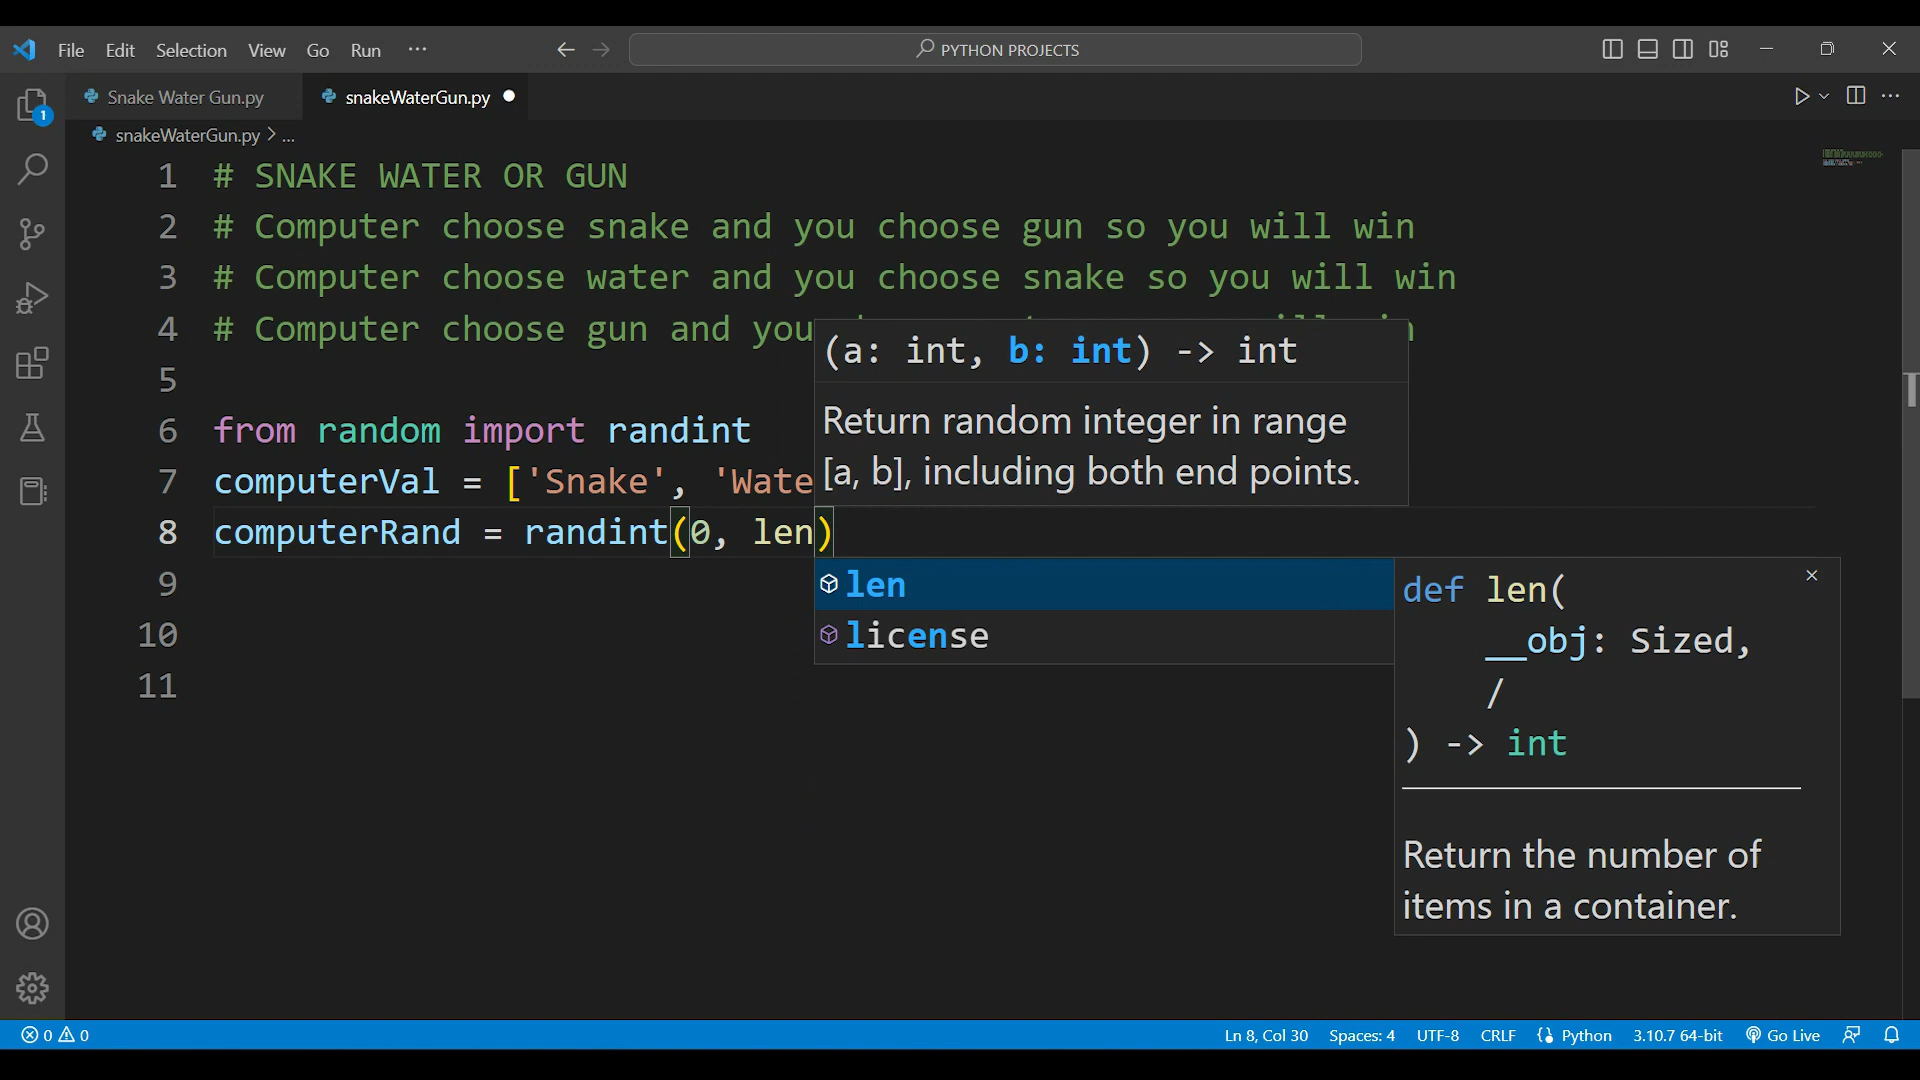 File Edit Selection View Go Run ···
PYTHON PROJECTS
Snake Water Gun.py
snakeWaterGun.py
snakeWaterGun.py > ...
1 # SNAKE WATER OR GUN
2 # Computer choose snake and you choose gun so you will win
3 # Computer choose water and you choose snake so you will win
4 # Computer choose gun and you
5
6 from random import randint
7 computerVal = ['Snake', 'Wate
8 computerRand = randint(0, len)
9
10
11
(a: int, b: int) -> int
Return random integer in range
[a, b], including both end points.
len
license
def len(
__obj: Sized,
/
) -> int
Return the number of
items in a container.
1
0 0
Ln 8, Col 30 Spaces: 4 UTF-8 CRLF Python 3.10.7 64-bit Go Live